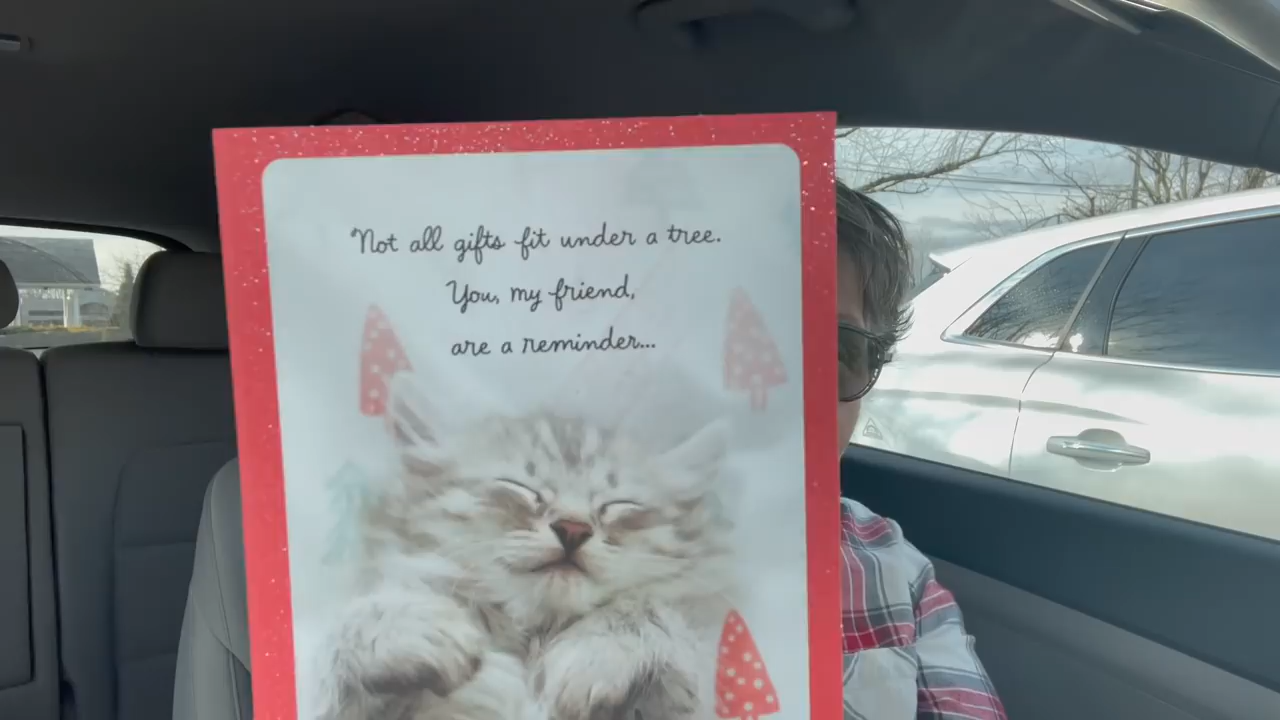 Not all gifts fit under a tree.
You, my friend,
are a reminder...